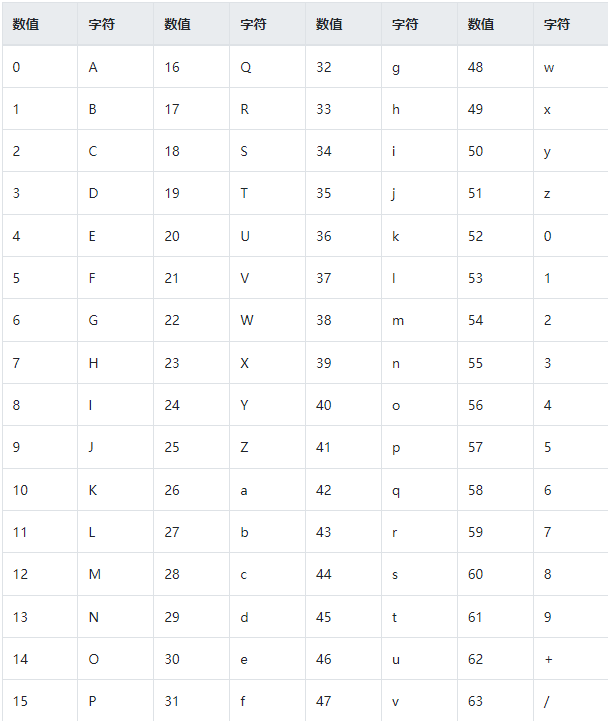 数值 字符 数值 字符 数值 字符 数值 字符
0 A 16 Q 32 g 48 w
1 B 17 R 33 h 49 x
2 C 18 S 34 i 50 y
3 D 19 T 35 j 51 z
4 E 20 U 36 k 52 0
5 F 21 V 37 l 53 1
6 G 22 W 38 m 54 2
7 H 23 X 39 n 55 3
8 I 24 Y 40 o 56 4
9 J 25 Z 41 p 57 5
10 K 26 a 42 q 58 6
11 L 27 b 43 r 59 7
12 M 28 c 44 s 60 8
13 N 29 d 45 t 61 9
14 O 30 e 46 u 62 +
15 P 31 f 47 v 63 /